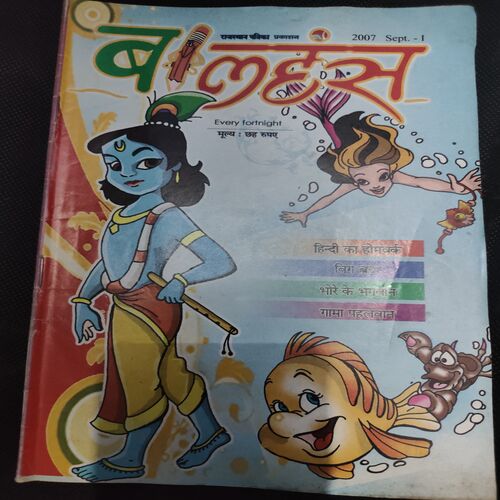 राजस्थान पत्रिका प्रकाशन
2007 Sept. - I
बालहंस
Every fortnight
मूल्य : छह रुपए
हिन्दी का होमवर्क
लिंग
भोरे के भगवान
गामा पहलवान